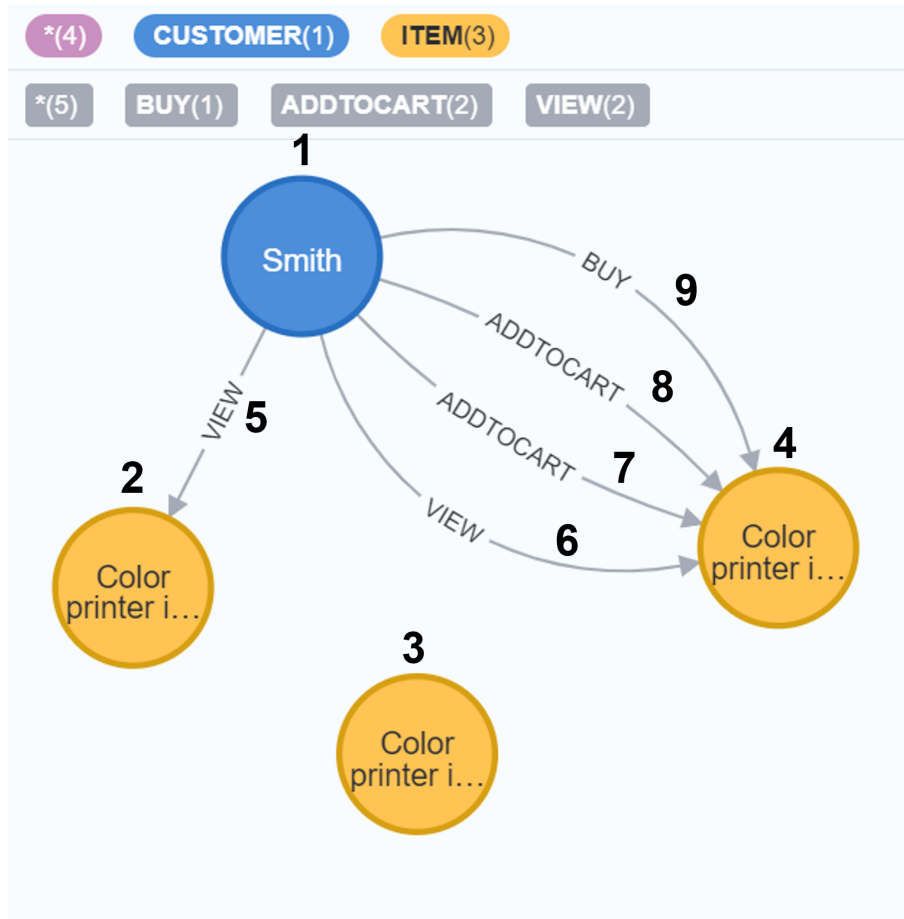 *(4) CUSTOMER(1) ITEM(3)
*(5) BUY(1) ADDTOCART(2) VIEW(2)
1
Smith
BUY
9
ADDTOCART
8
ADDTOCART
7
VIEW
5
VIEW
6
2
Color
printer i…
4
Color
printer i…
3
Color
printer i…